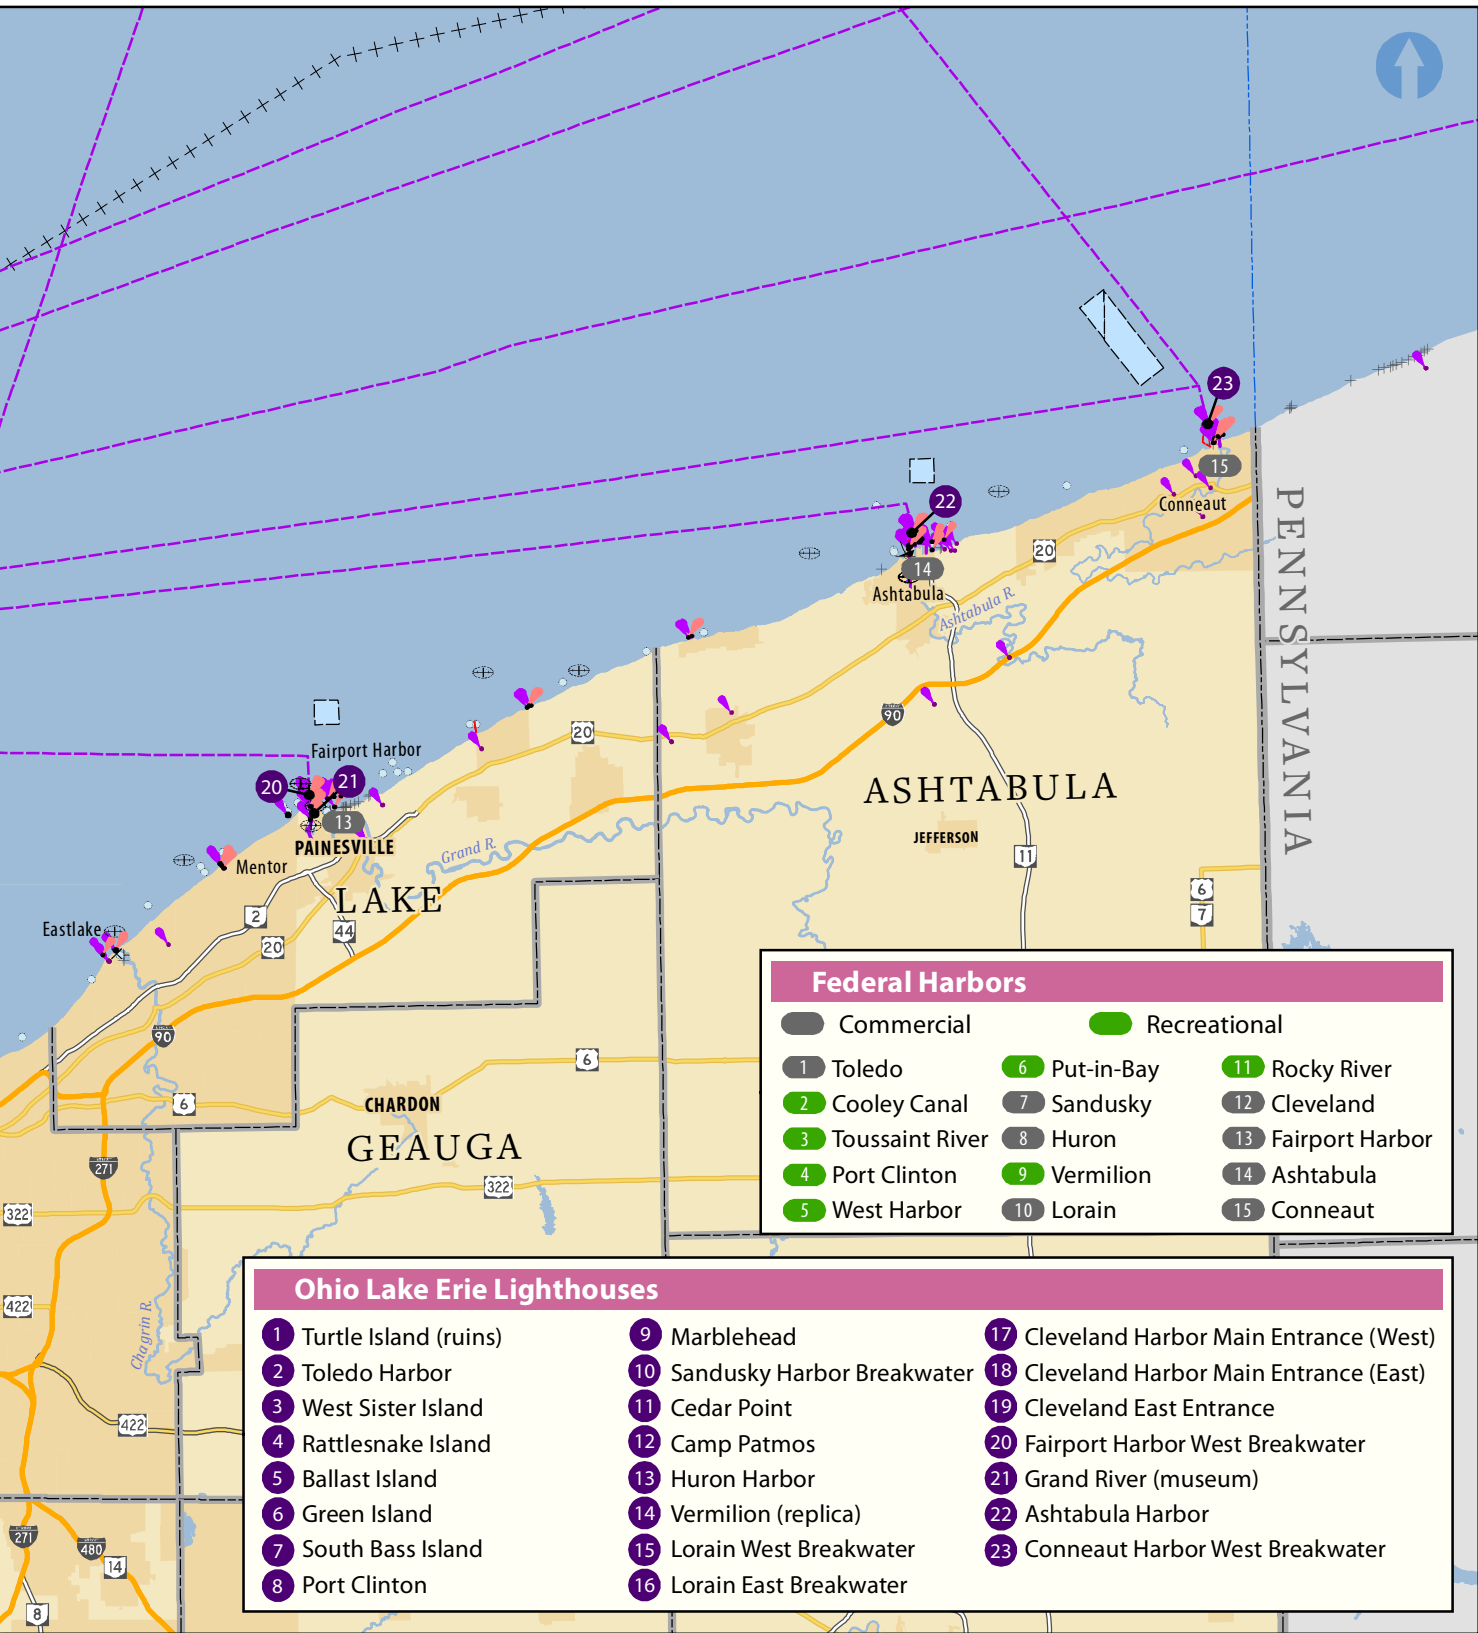 23
15
Conneaut
22
14
Ashtabula
20
Ashtabula R.
PENNSYLVANIA
90
20
Fairport Harbor
20
21
13
PAINESVILLE
ASHTABULA
JEFFERSON
Grand R.
11
Mentor
LAKE
2
44
20
6
7
Eastlake
90
6
6
CHARDON
GEAUGA
271
322
322
422
Chagrin R.
422
271
480
14
8
Federal Harbors
Commercial
Recreational
1 Toledo
2 Cooley Canal
3 Toussaint River
4 Port Clinton
5 West Harbor
6 Put-in-Bay
7 Sandusky
8 Huron
9 Vermilion
10 Lorain
11 Rocky River
12 Cleveland
13 Fairport Harbor
14 Ashtabula
15 Conneaut
Ohio Lake Erie Lighthouses
1 Turtle Island (ruins)
2 Toledo Harbor
3 West Sister Island
4 Rattlesnake Island
5 Ballast Island
6 Green Island
7 South Bass Island
8 Port Clinton
9 Marblehead
10 Sandusky Harbor Breakwater
11 Cedar Point
12 Camp Patmos
13 Huron Harbor
14 Vermilion (replica)
15 Lorain West Breakwater
16 Lorain East Breakwater
17 Cleveland Harbor Main Entrance (West)
18 Cleveland Harbor Main Entrance (East)
19 Cleveland East Entrance
20 Fairport Harbor West Breakwater
21 Grand River (museum)
22 Ashtabula Harbor
23 Conneaut Harbor West Breakwater